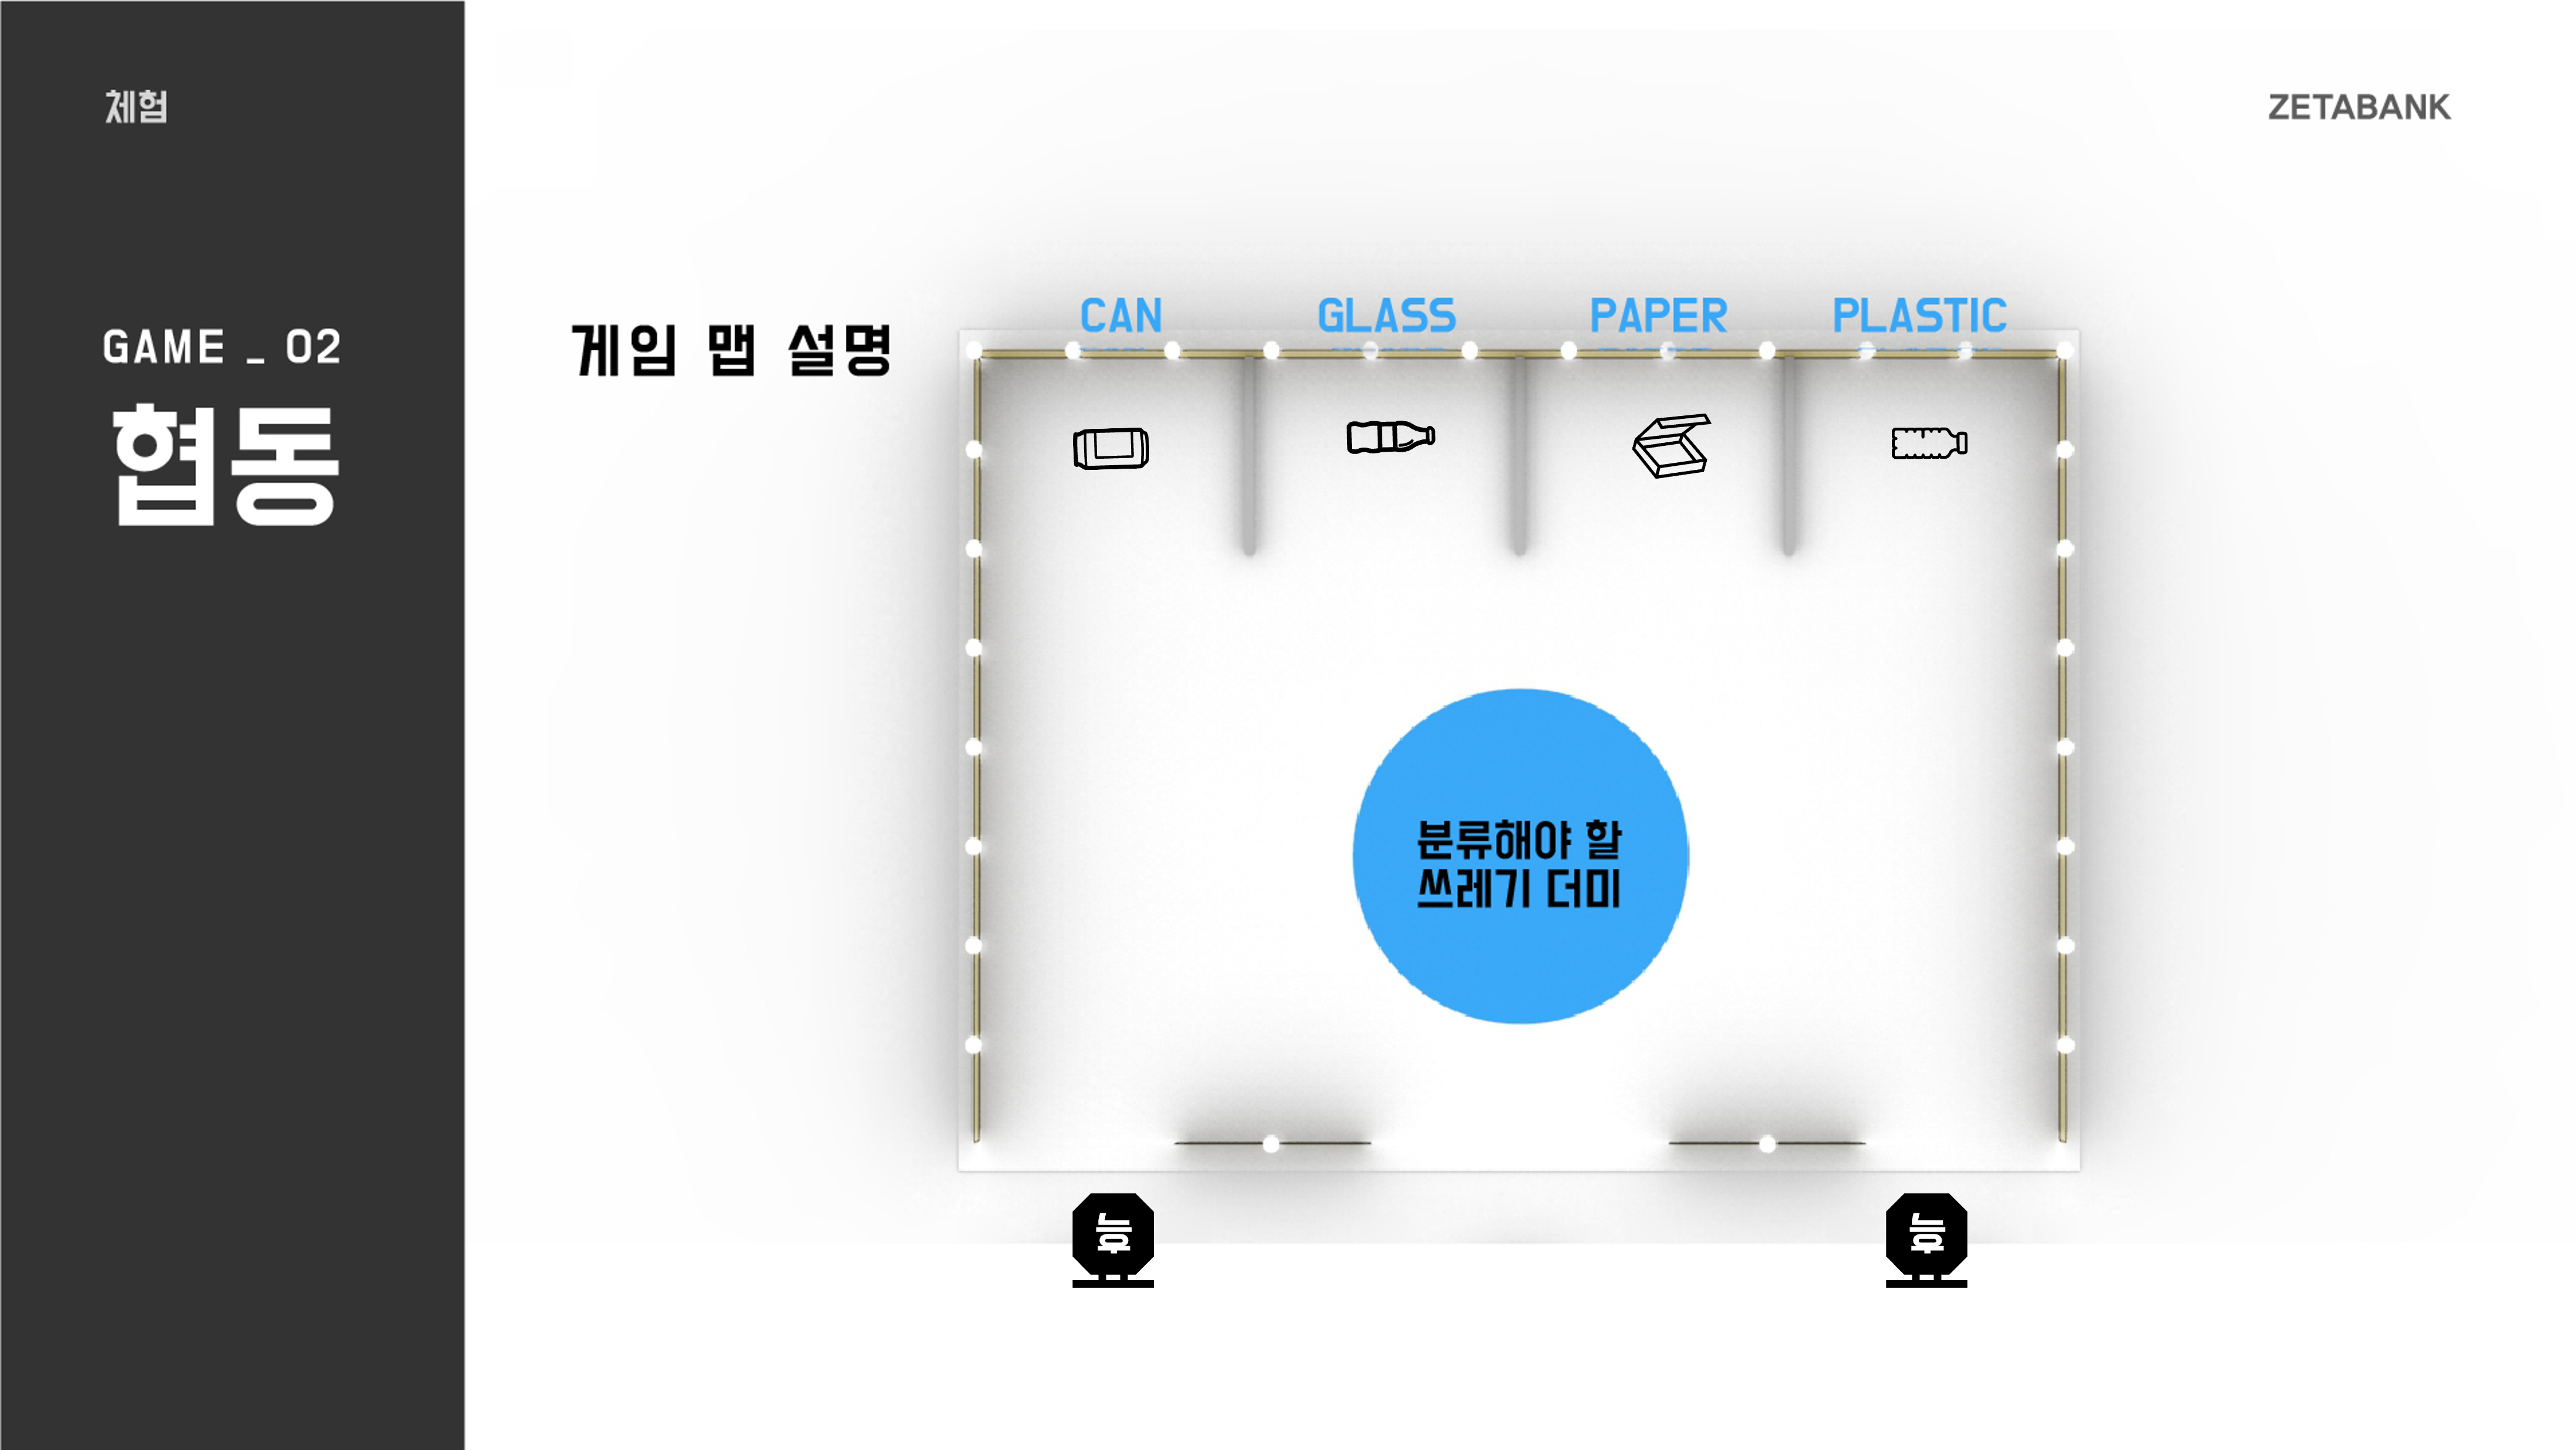 체험
ZETABANK
GAME _ 02
협동
게임 맵 설명
CAN
GLASS
PAPER
PLASTIC
분류해야 할
쓰레기 더미